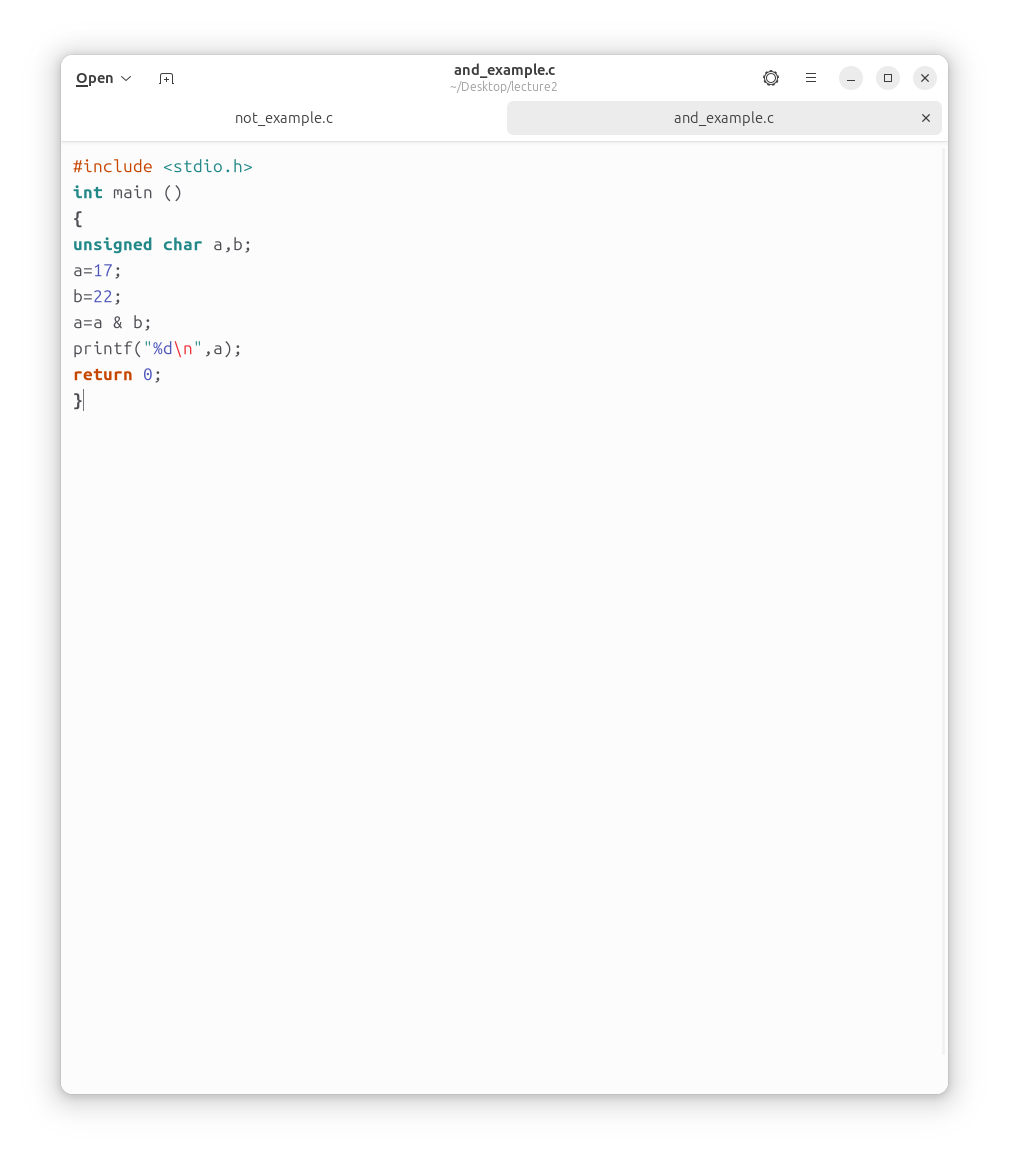 Open
and_example.c
~/Desktop/lecture2
not_example.c
and_example.c
#include <stdio.h>
int main ()
{
unsigned char a,b;
a=17;
b=22;
a=a & b;
printf("%d\n",a);
return 0;
}